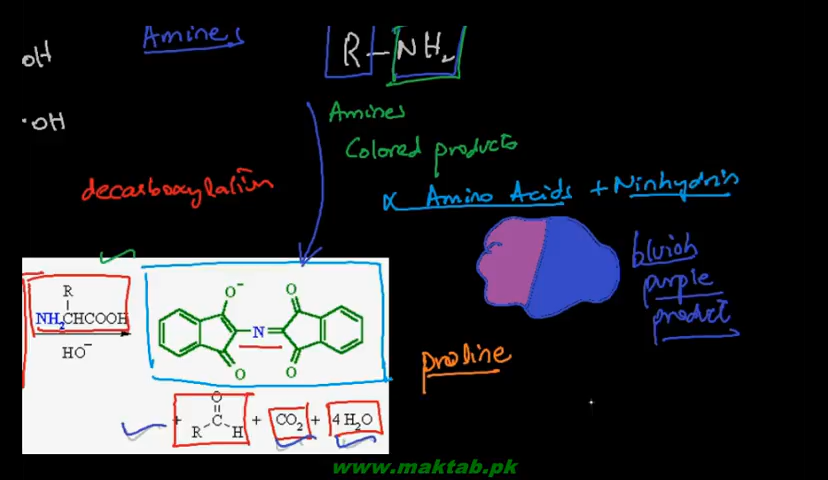 Amines
R-NH2
OH
Amines
OH
Colored products
decarboxylation
α Amino Acids + Ninhydrin
bluish
purple
product
R
NH2CHCOOH
HO-
O-
O
N
O
O
proline
+
O
R C H
+ CO2 + 4 H2O
www.maktab.pk